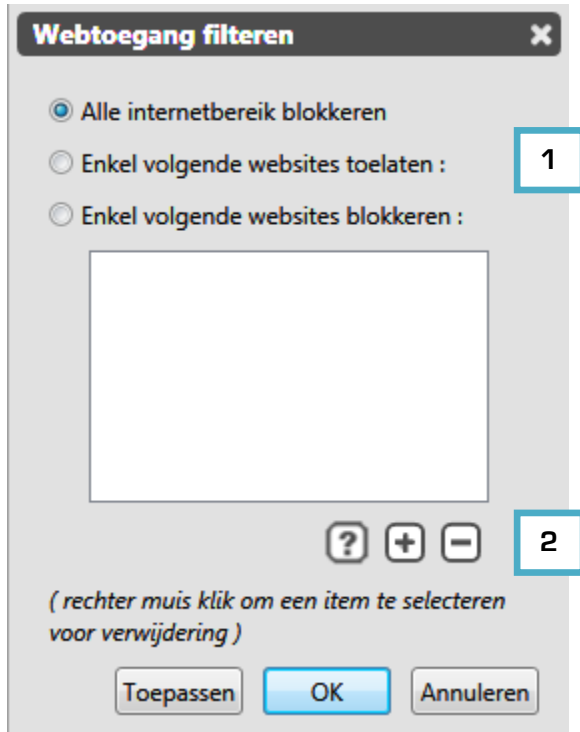 Webtoegang filteren
Alle internetbereik blokkeren
1
Enkel volgende websites toelaten :
Enkel volgende websites blokkeren :
? + −
2
( rechter muis klik om een item te selecteren
voor verwijdering )
Toepassen OK Annuleren